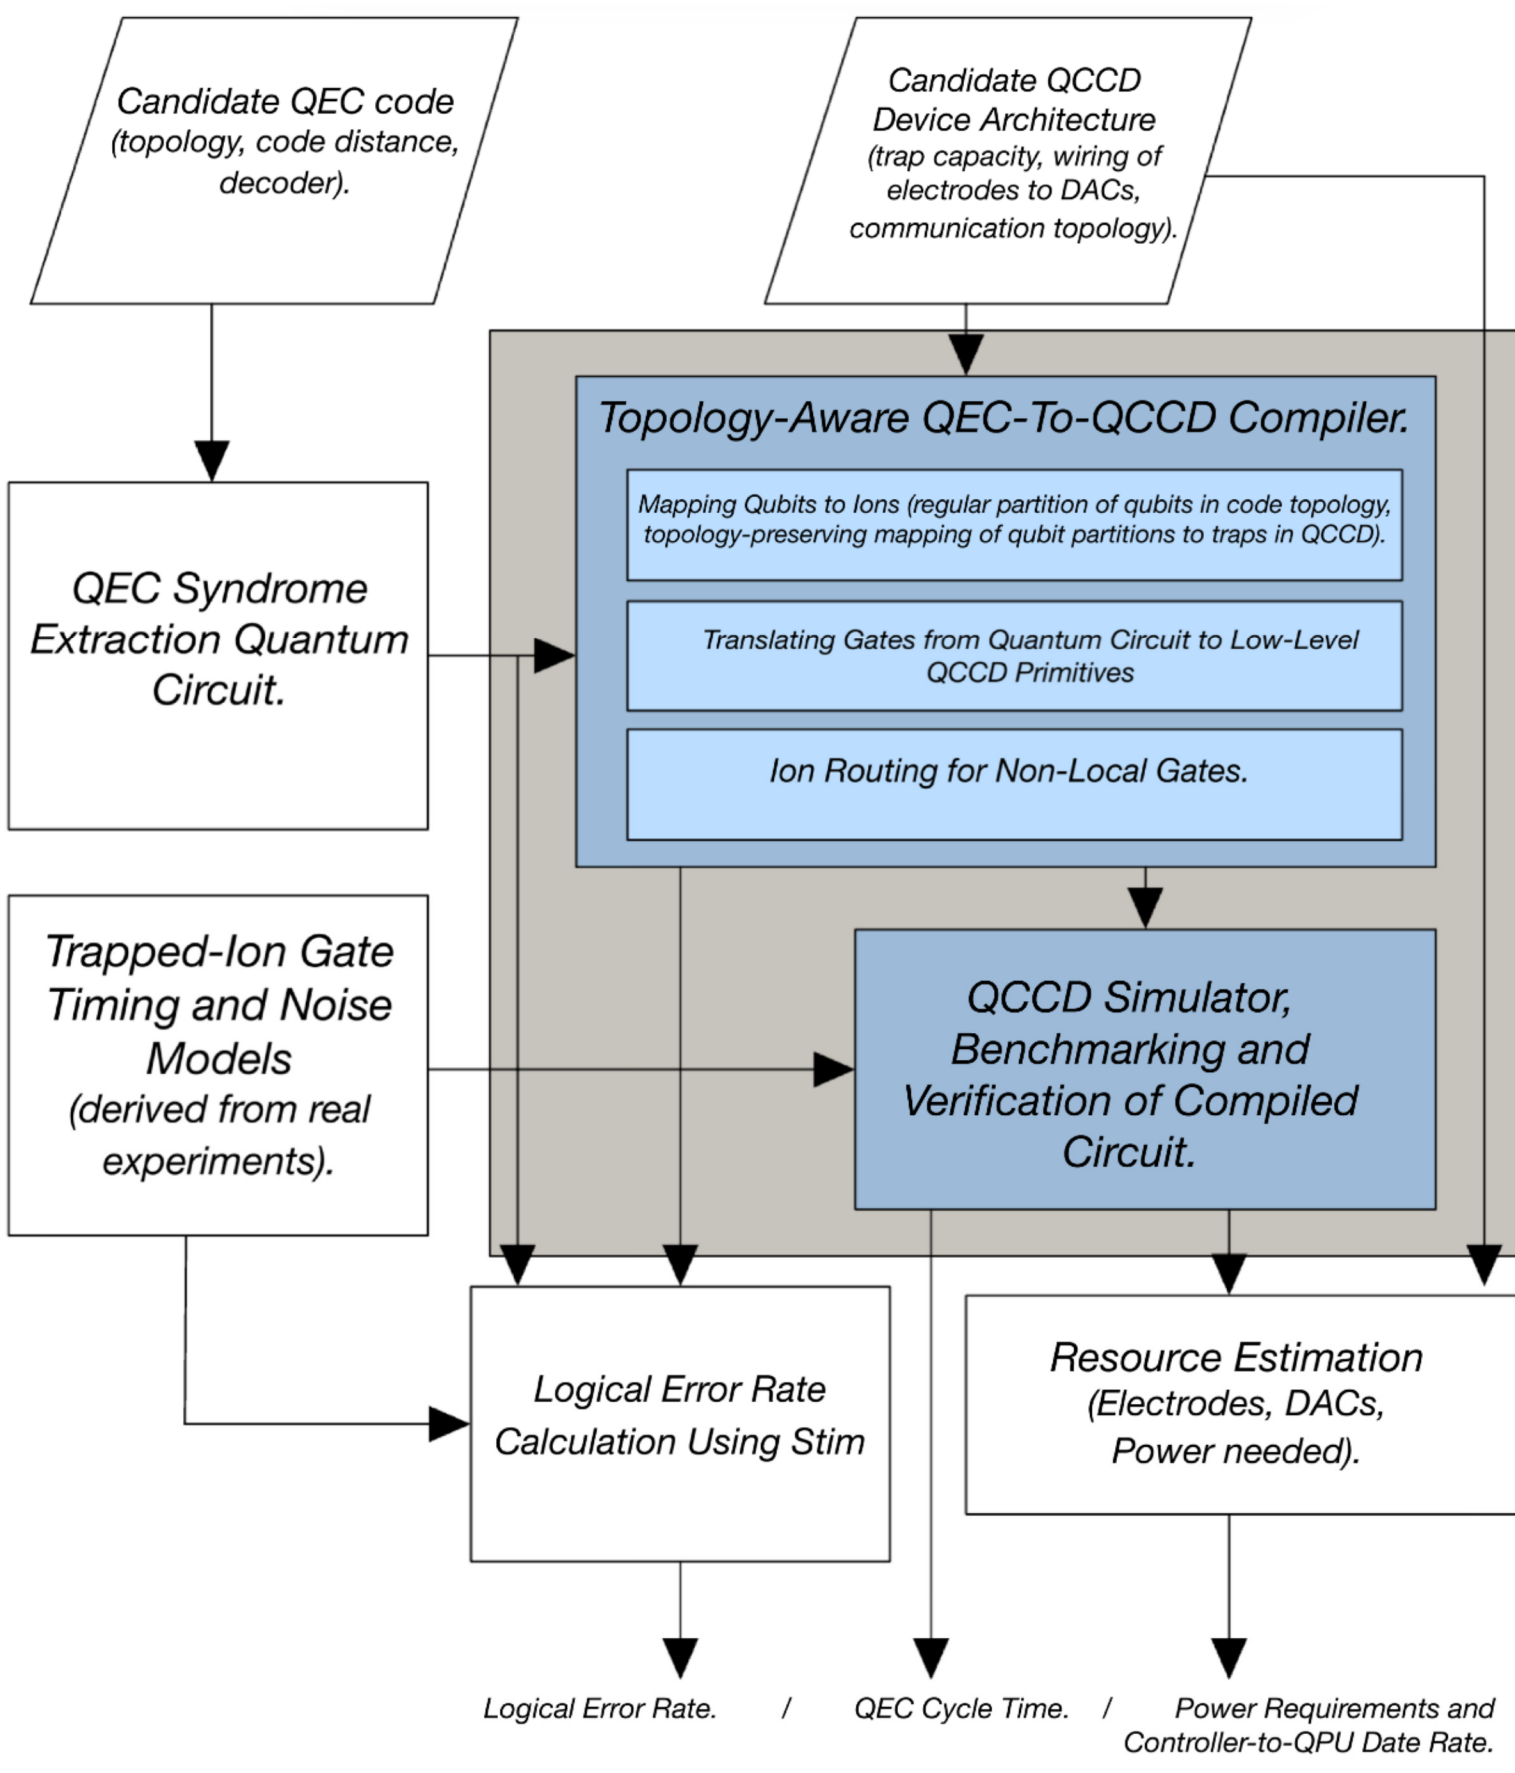 Candidate QEC code
(topology, code distance,
decoder).
Candidate QCCD
Device Architecture
(trap capacity, wiring of
electrodes to DACs,
communication topology).
Topology-Aware QEC-To-QCCD Compiler.
Mapping Qubits to Ions (regular partition of qubits in code topology,
topology-preserving mapping of qubit partitions to traps in QCCD).
Translating Gates from Quantum Circuit to Low-Level
QCCD Primitives
Ion Routing for Non-Local Gates.
QEC Syndrome
Extraction Quantum
Circuit.
Trapped-Ion Gate
Timing and Noise
Models
(derived from real
experiments).
QCCD Simulator,
Benchmarking and
Verification of Compiled
Circuit.
Logical Error Rate
Calculation Using Stim
Resource Estimation
(Electrodes, DACs,
Power needed).
Logical Error Rate. / QEC Cycle Time. / Power Requirements and
Controller-to-QPU Date Rate.